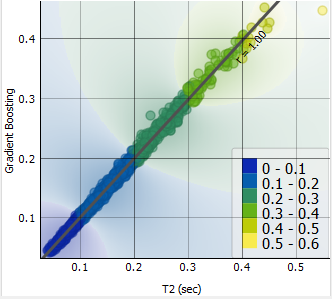 Gradient Boosting
0.4
0.3
0.2
0.1
r = 1.00
0 - 0.1
0.1 - 0.2
0.2 - 0.3
0.3 - 0.4
0.4 - 0.5
0.5 - 0.6
0.1 0.2 0.3 0.4 0.5
T2 (sec)